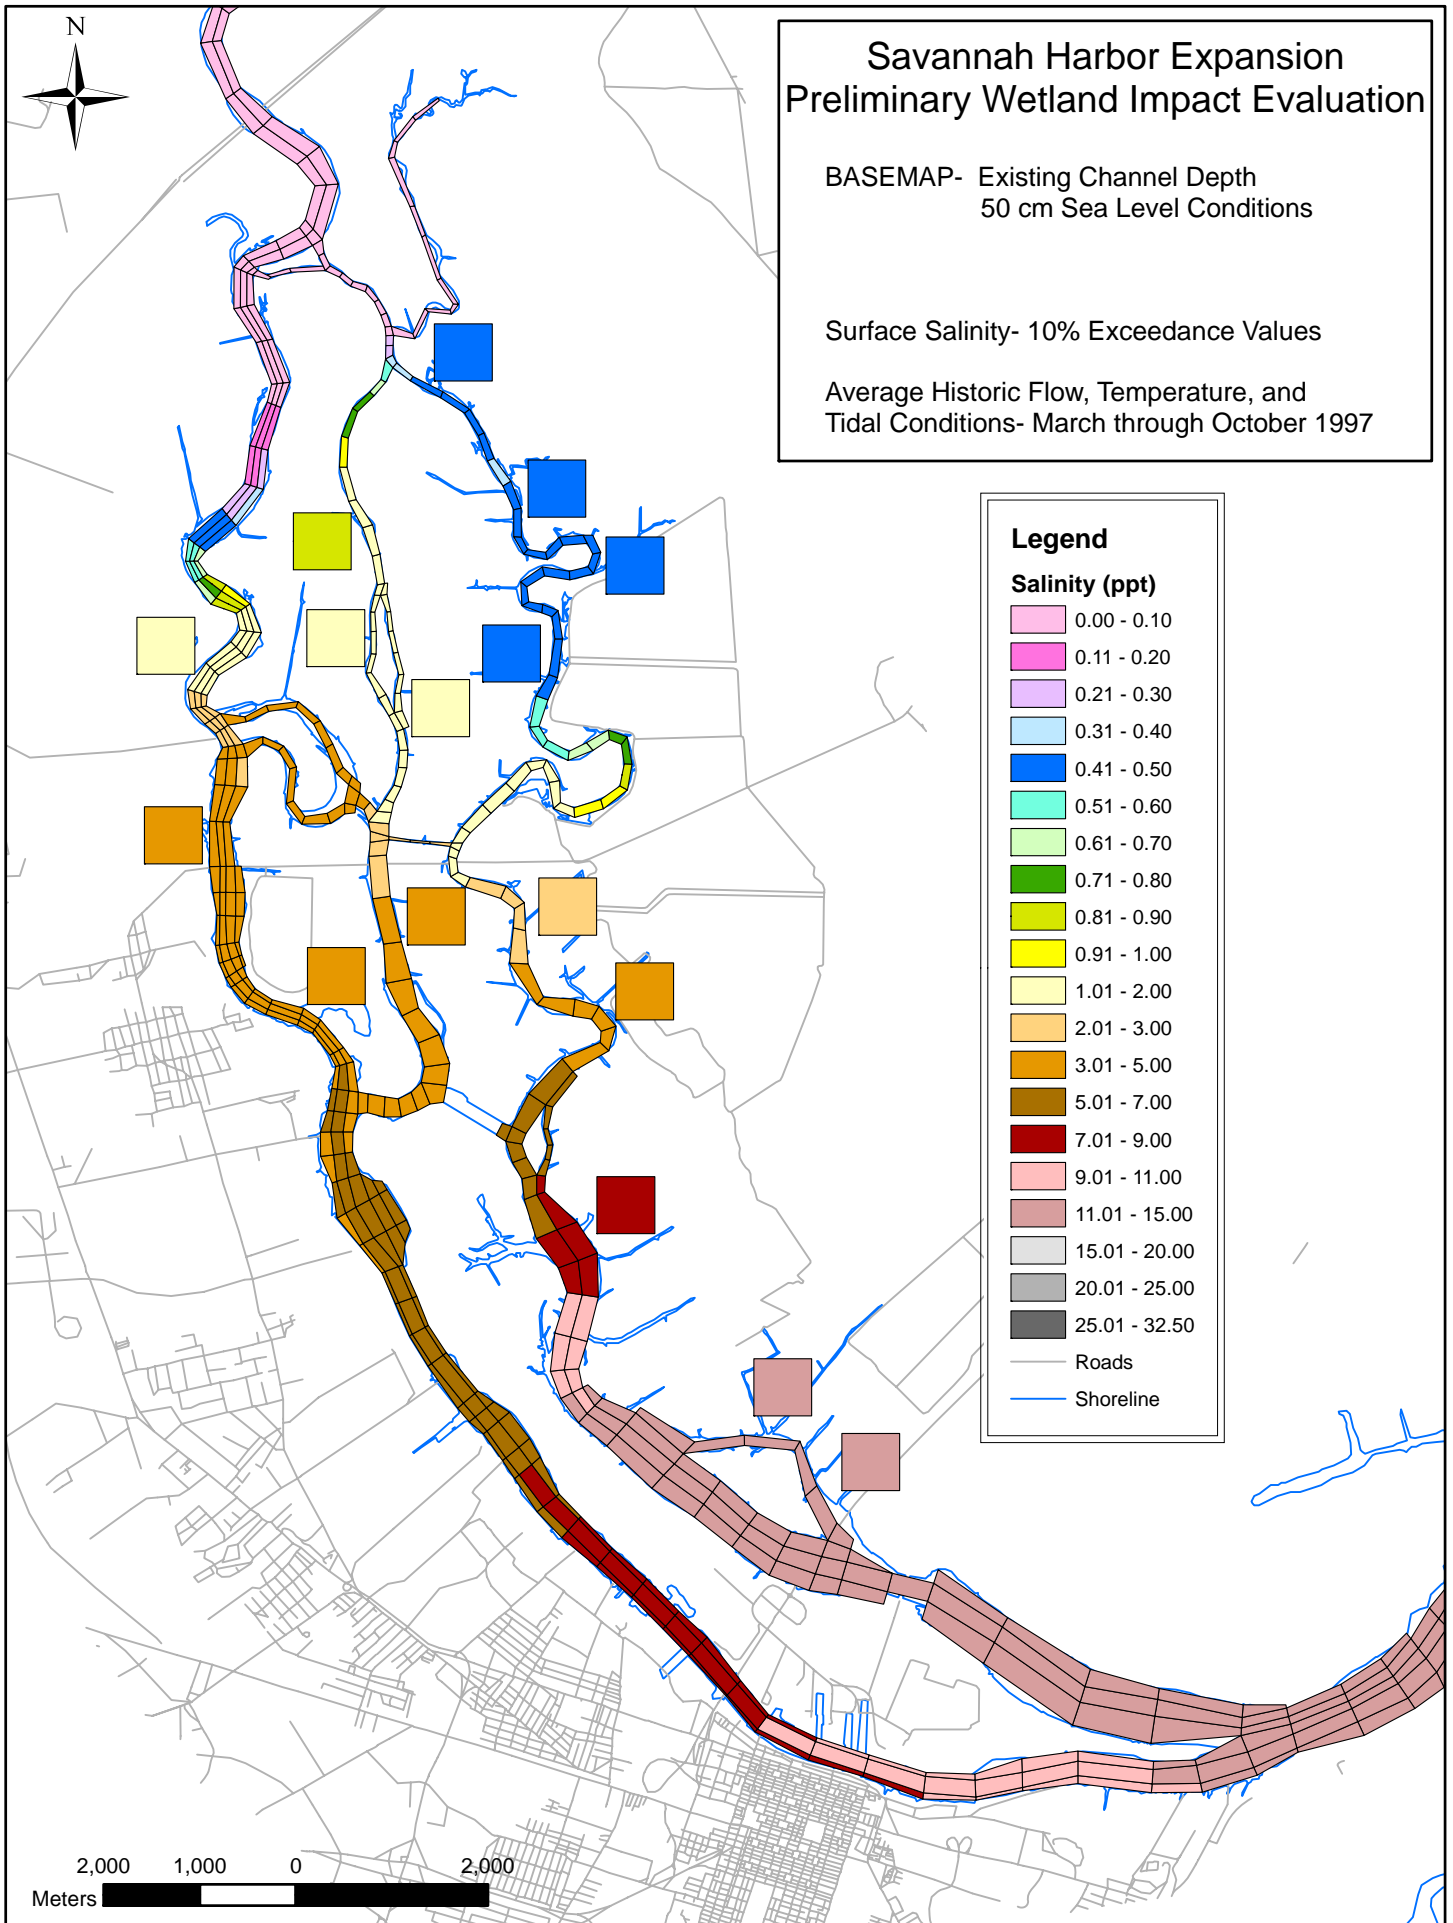 N
Savannah Harbor Expansion
Preliminary Wetland Impact Evaluation
BASEMAP- Existing Channel Depth
50 cm Sea Level Conditions
Surface Salinity- 10% Exceedance Values
Average Historic Flow, Temperature, and
Tidal Conditions- March through October 1997
Legend
Salinity (ppt)
0.00 - 0.10
0.11 - 0.20
0.21 - 0.30
0.31 - 0.40
0.41 - 0.50
0.51 - 0.60
0.61 - 0.70
0.71 - 0.80
0.81 - 0.90
0.91 - 1.00
1.01 - 2.00
2.01 - 3.00
3.01 - 5.00
5.01 - 7.00
7.01 - 9.00
9.01 - 11.00
11.01 - 15.00
15.01 - 20.00
20.01 - 25.00
25.01 - 32.50
Roads
Shoreline
2,000 1,000 0 2,000
Meters